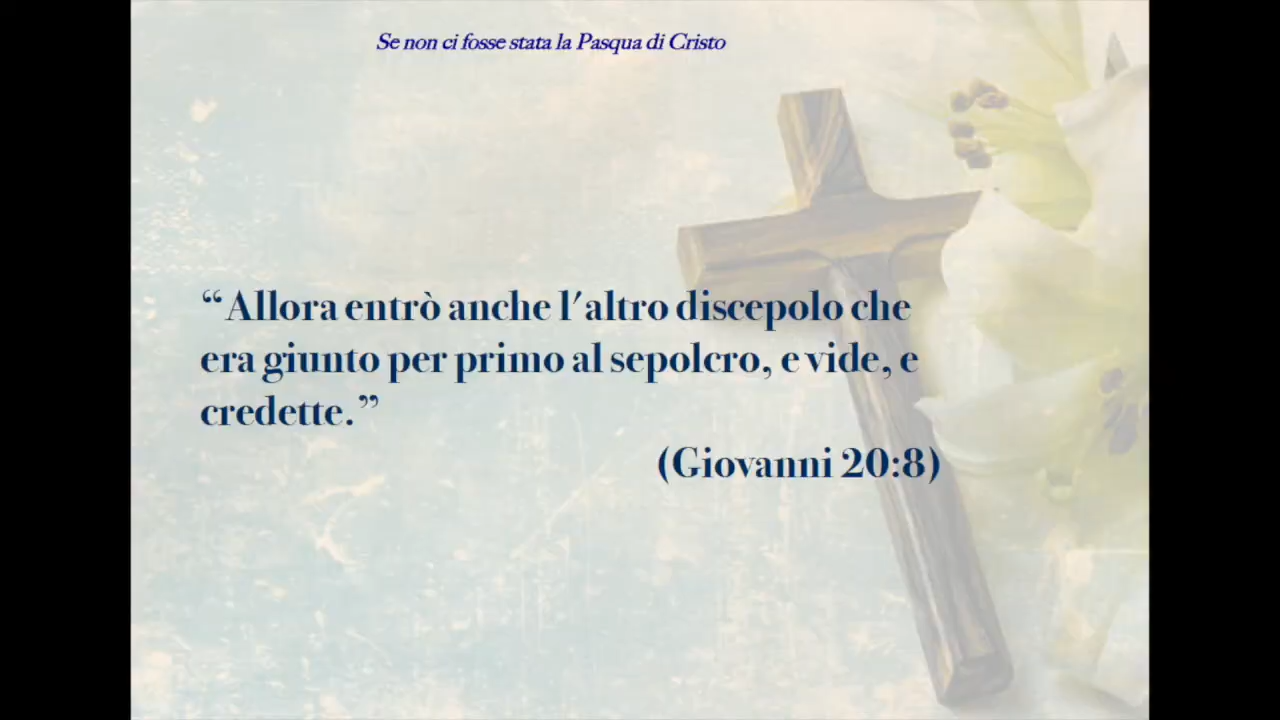 Se non ci fosse stata la Pasqua di Cristo
“Allora entrò anche l'altro discepolo che
era giunto per primo al sepolcro, e vide, e
credette.”
(Giovanni 20:8)